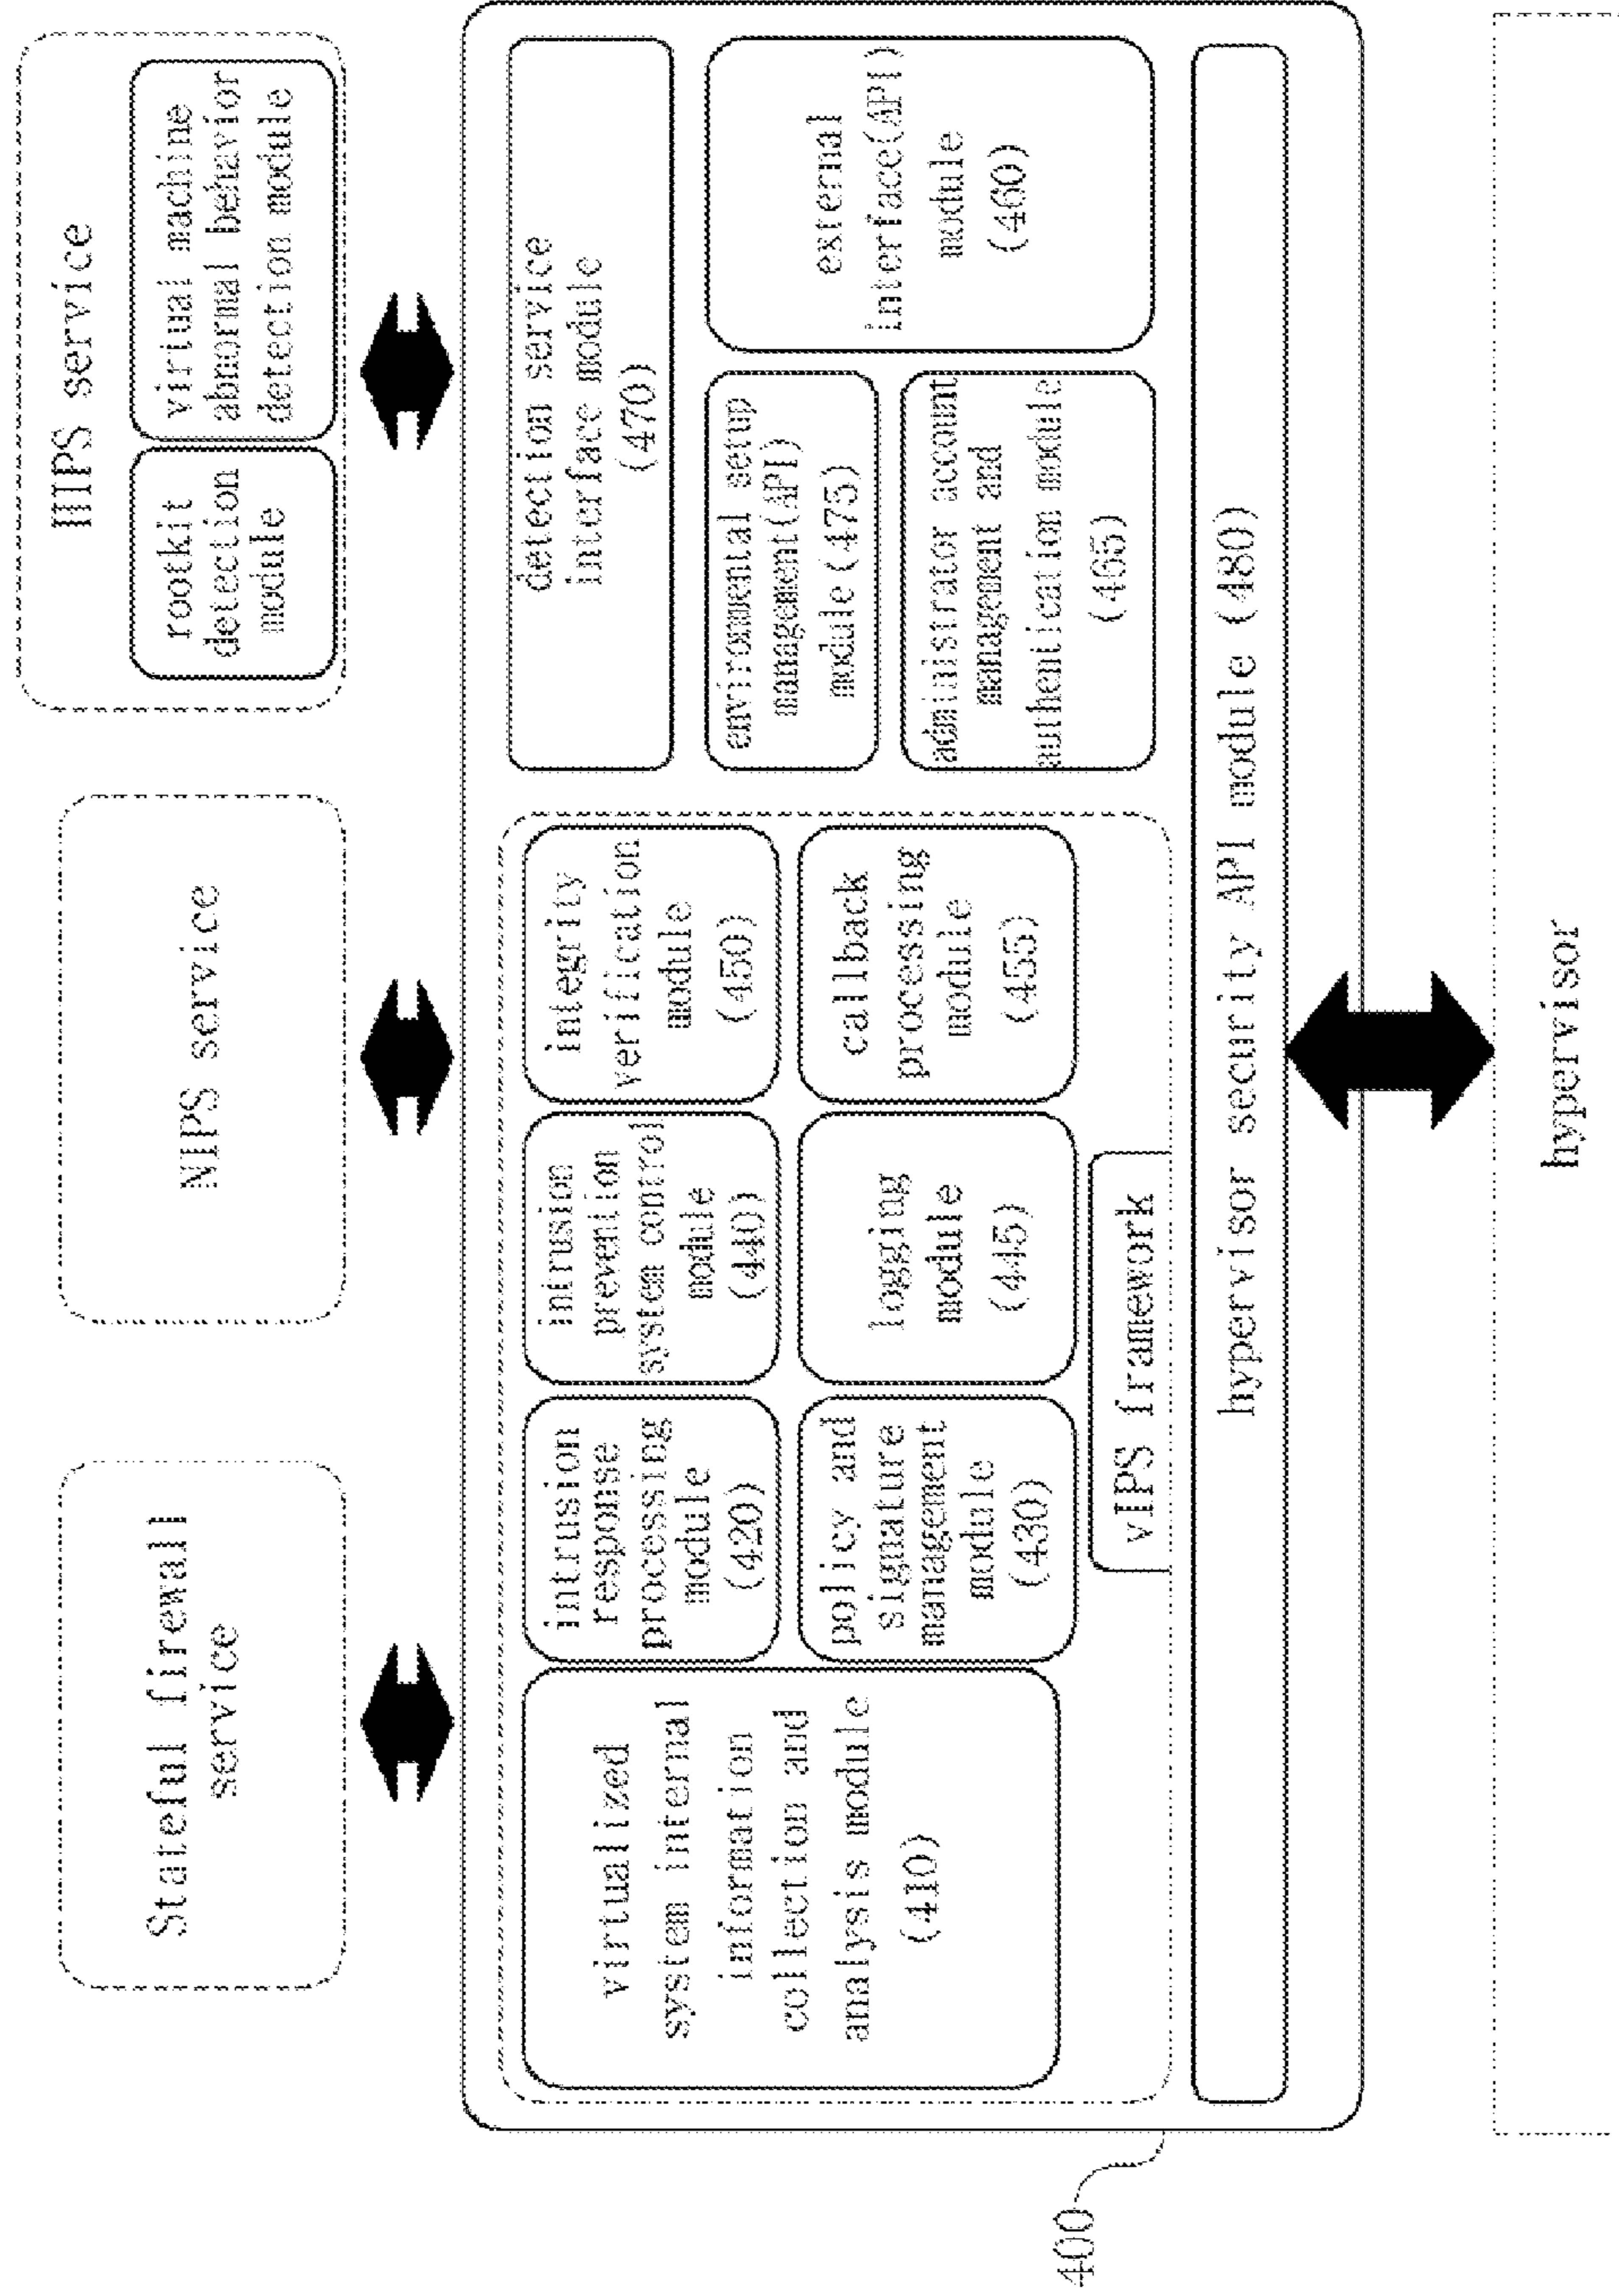 Stateful firewall
service
NIPS service
HIPS service
rootkit
detection
module
virtual machine
abnormal behavior
detection module
virtualized
system internal
information
collection and
analysis module
(410)
intrusion
response
processing
module
(420)
intrusion
prevention
system control
module
(440)
integrity
verification
module
(450)
policy and
signature
management
module
(430)
logging
module
(445)
callback
processing
module
(455)
vIPS framework
detection service
interface module
(470)
environmental setup
management(API)
module(475)
administrator account
management and
authentication module
(465)
external
interface(API)
module
(460)
hypervisor security API module (480)
400
hypervisor